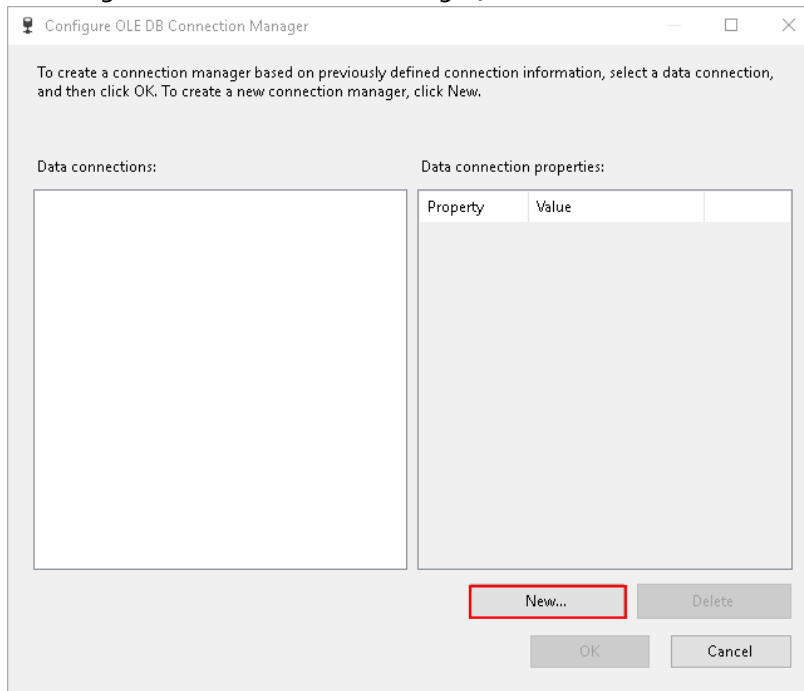 Configure OLE DB Connection Manager
To create a connection manager based on previously defined connection information, select a data connection,
and then click OK. To create a new connection manager, click New.
Data connections:
Data connection properties:
Property Value
New... Delete
OK Cancel